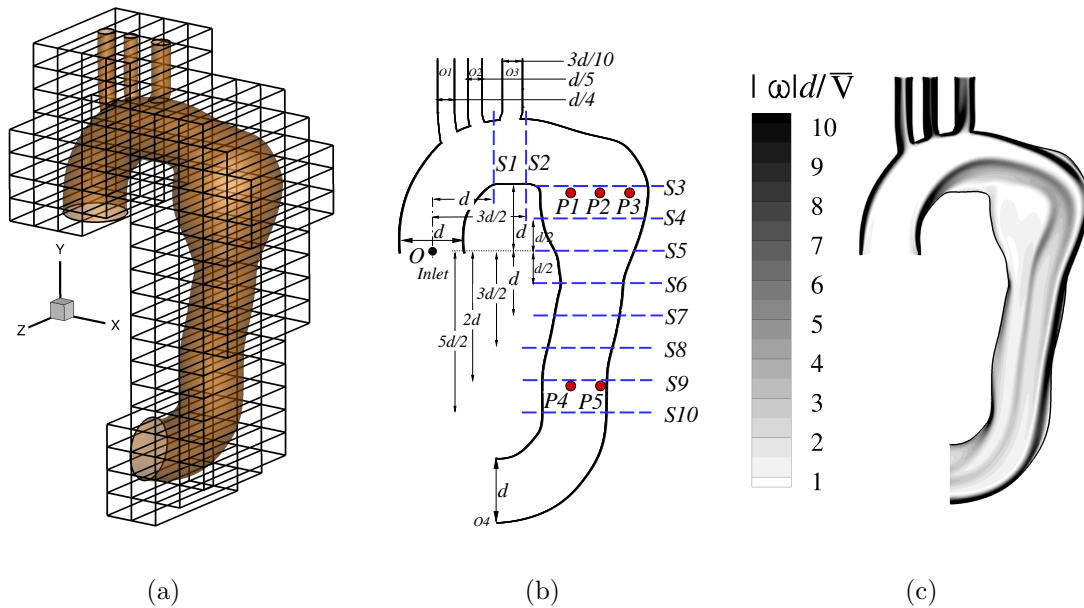 Y
Z
X
(a)
O1
O2
O3
3d/10
d/5
d/4
S1
S2
d
3d/2
d
d
d/2
d/2
O
Inlet
d
3d/2
2d
5d/2
P1
P2
P3
S3
S4
S5
S6
S7
S8
S9
P4
P5
S10
d
O4
(b)
| ω|d/V̅
10
9
8
7
6
5
4
3
2
1
(c)